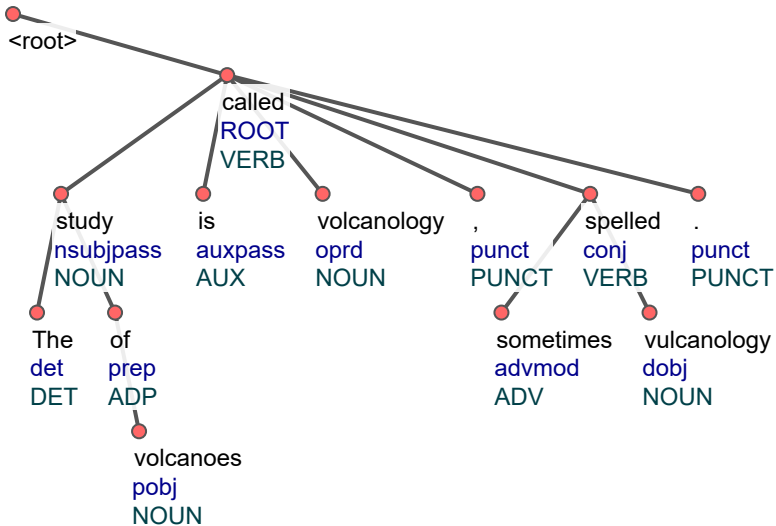 <root>
called
ROOT
VERB
study is volcanology , spelled .
nsubjpass auxpass oprd punct conj punct
NOUN AUX NOUN PUNCT VERB PUNCT
The of sometimes vulcanology
det prep advmod dobj
DET ADP ADV NOUN
volcanoes
pobj
NOUN